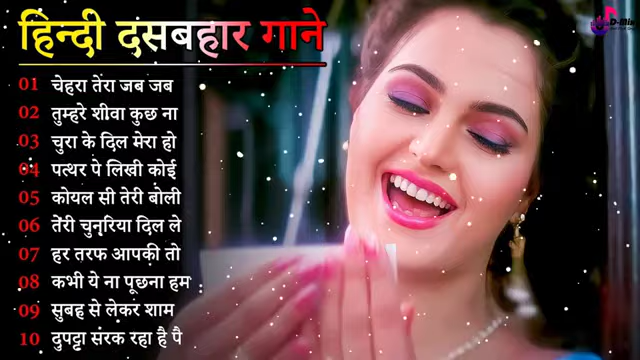 हिन्दी दसबहार गाने
D-Mix
01 चेहरा तेरा जब जब
02 तुम्हरे शीवा कुछ ना
03 चुरा के दिल मेरा हो
04 पत्थर पे लिखी कोई
05 कोयल सी तेरी बोली
06 तेरी चुनरिया दिल ले
07 हर तरफ आपकी तो
08 कभी ये ना पूछना हम
09 सुबह से लेकर शाम
10 दुपट्टा सरक रहा है पै